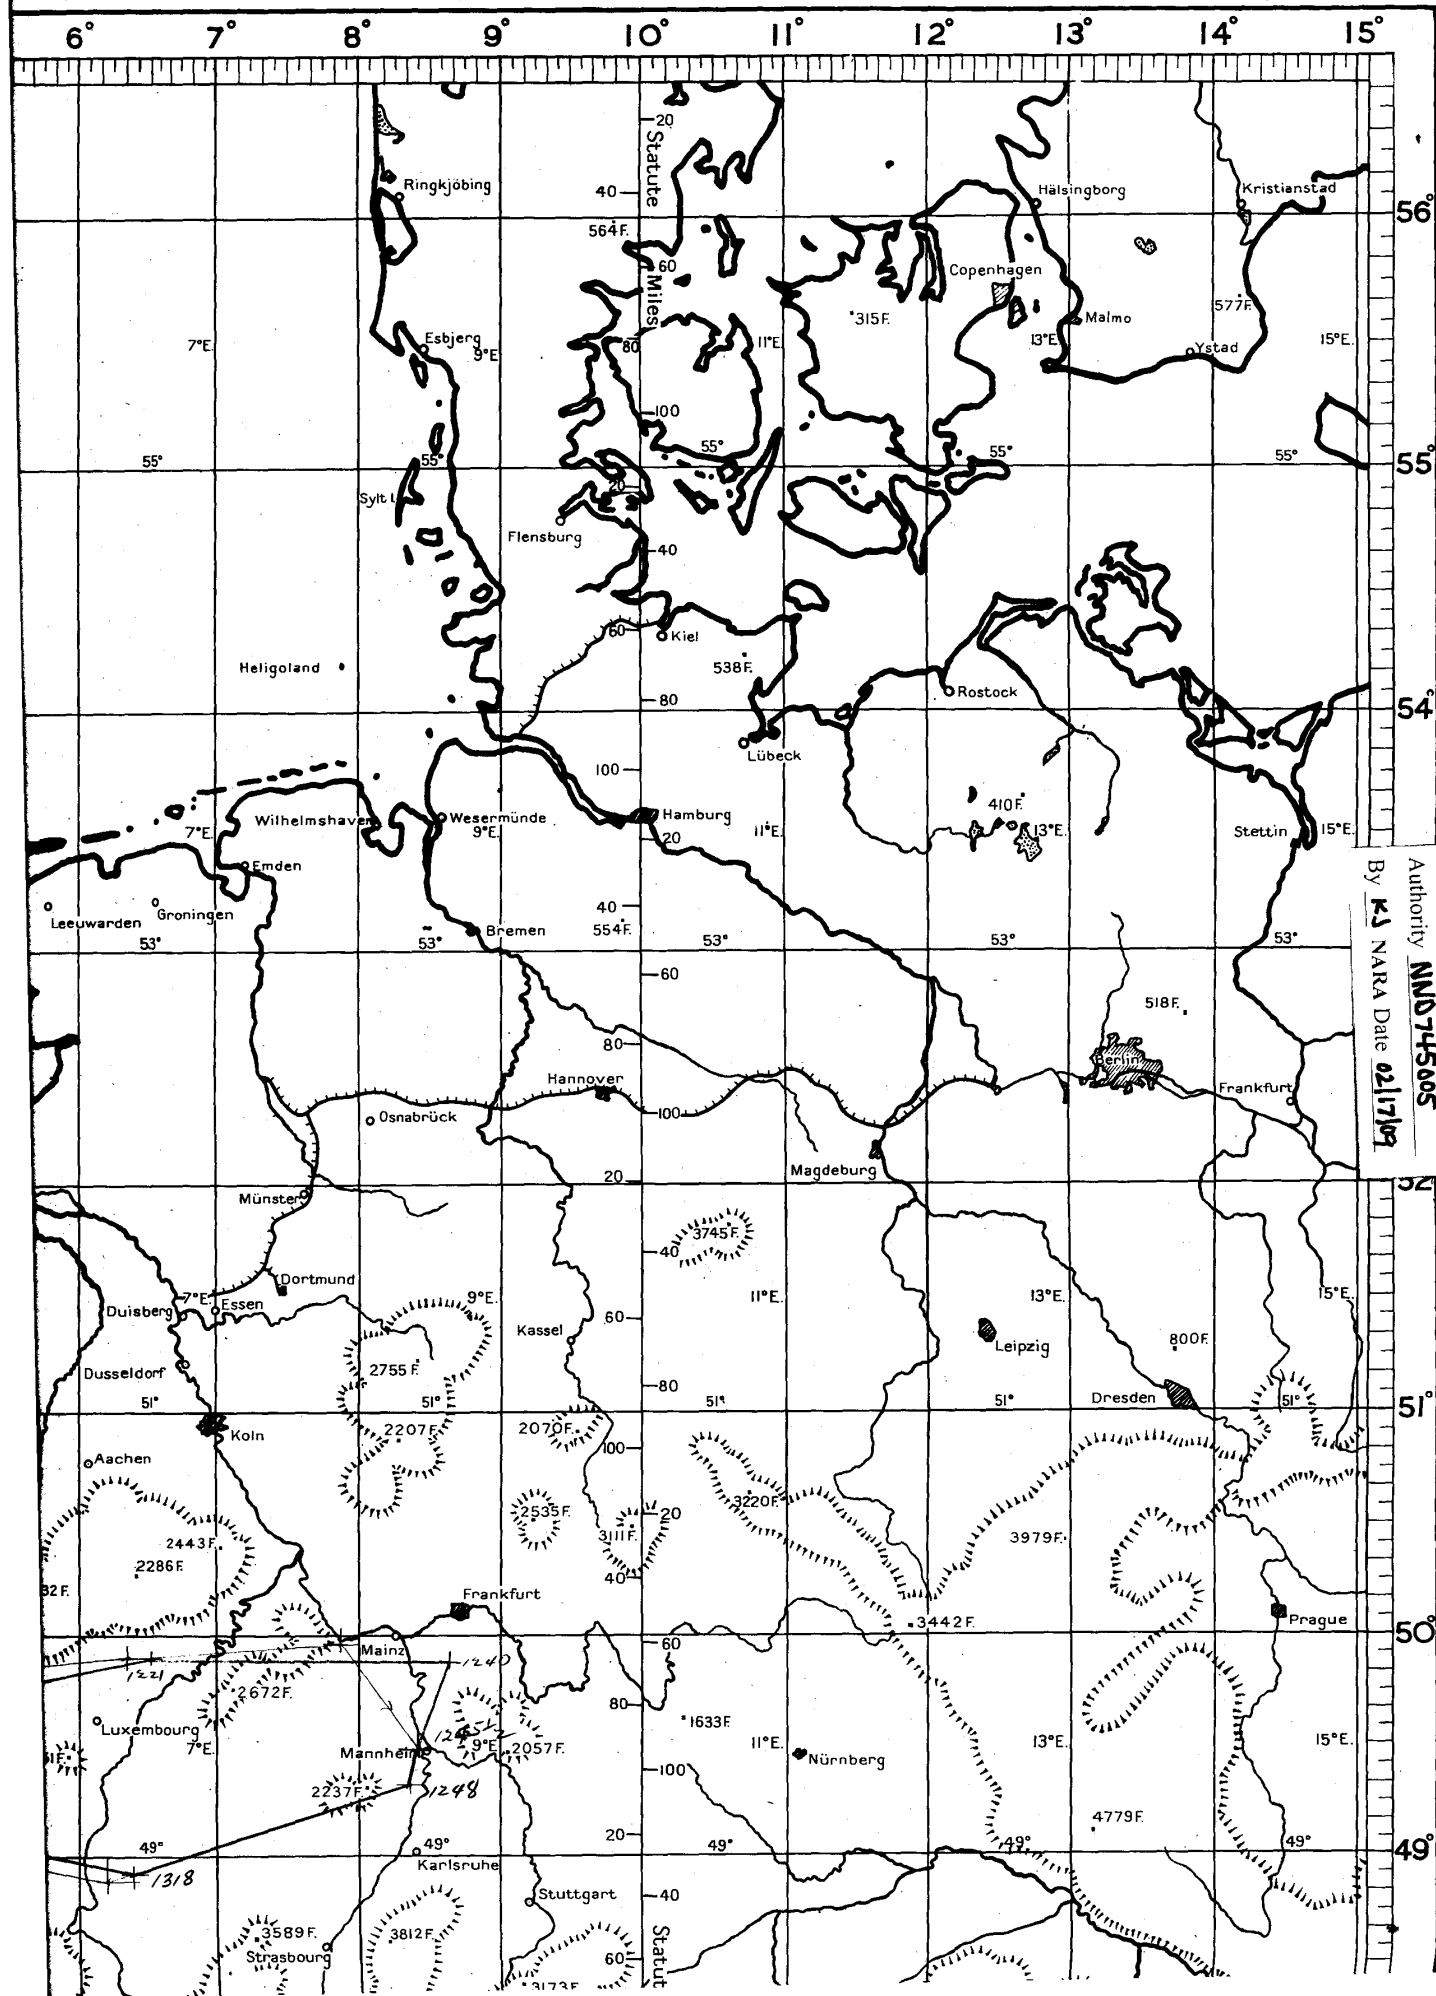 6° 7° 8° 9° 10° 11° 12° 13° 14° 15°
20
Statute
Ringkjöbing
40
Hälsingborg
Kristianstad
56°
564F.
60
Copenhagen
Miles
577F.
315F.
Malmo
Esbjerg
7°E.
9°E.
80
11°E.
13°E.
Ystad
15°E.
100
55°
55°
55°
55°
55°
55°
Sylt I.
20
Flensburg
40
60
Kiel
Heligoland
538F.
80
Rostock
54°
Lübeck
100
410F.
Wilhelmshaven
Wesermünde
Hamburg
7°E.
9°E.
11°E.
13°E.
Stettin
15°E.
20
Emden
Authority NND745005
By KJ NARA Date 02/17/09
Leeuwarden
Groningen
40
Bremen
554F.
53°
53°
53°
53°
53°
60
518F.
80
Berlin
Hannover
Frankfurt
100
Osnabrück
Magdeburg
20
52°
Münster
3745F.
40
Dortmund
7°E.
Essen
9°E.
11°E.
13°E.
15°E.
Duisberg
60
Kassel
800F.
Leipzig
2755F.
Dusseldorf
80
51°
51°
51°
51°
Dresden
51°
51°
2207F.
2070F.
Koln
100
Aachen
3220F.
2535F.
20
3111F.
2443F.
3979F.
2286F.
32F.
40
Frankfurt
3442F.
Prague
50°
Mainz
60
1221
1240
2672F.
80
Luxembourg
1633F.
7°E.
Mannheim
9°E.
2057F.
11°E.
Nürnberg
13°E.
15°E.
1F.
100
2237F.
1248
4779F.
20
49°
49°
49°
49°
49°
49°
Karlsruhe
1318
Stuttgart
40
3589F.
3812F.
Statut
Strasbourg
60
3173F.